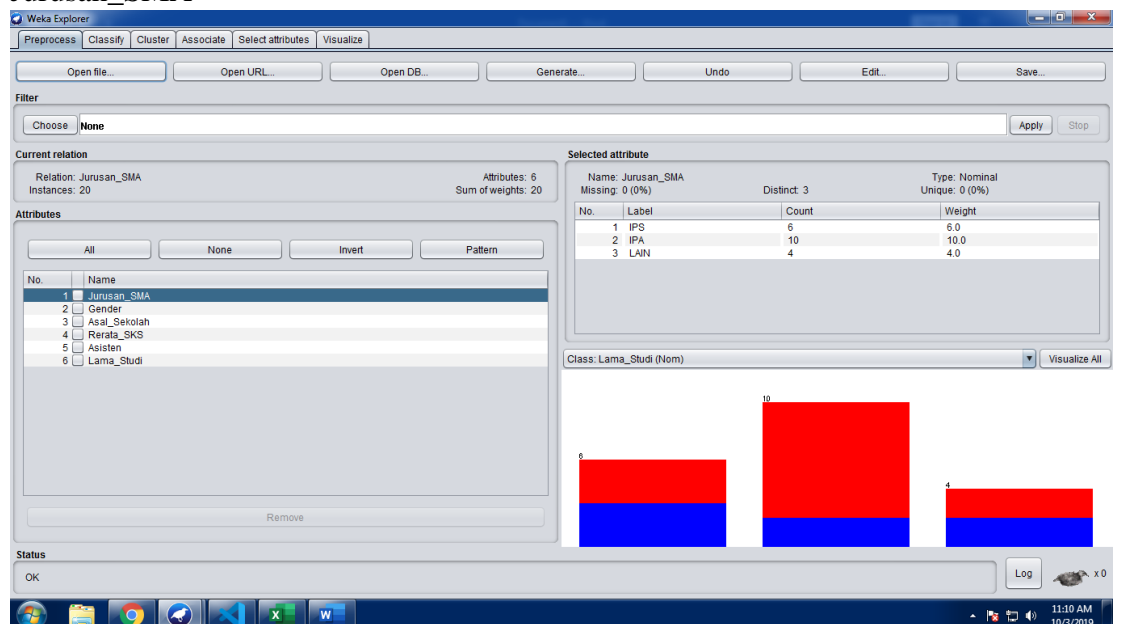 Jurusan_SMA
Weka Explorer
Preprocess Classify Cluster Associate Select attributes Visualize
Open file... Open URL... Open DB... Generate... Undo Edit... Save...
Filter
Choose None Apply Stop
Current relation
Relation: Jurusan_SMA Attributes: 6
Instances: 20 Sum of weights: 20
Attributes
All None Invert Pattern
No. Name
1 Jurusan_SMA
2 Gender
3 Asal_Sekolah
4 Rerata_SKS
5 Asisten
6 Lama_Studi
Remove
Selected attribute
Name: Jurusan_SMA Type: Nominal
Missing: 0 (0%) Distinct: 3 Unique: 0 (0%)
No. Label Count Weight
1 IPS 6 6.0
2 IPA 10 10.0
3 LAIN 4 4.0
Class: Lama_Studi (Nom) Visualize All
6
10
4
Status
OK Log x 0
11:10 AM
10/3/2019